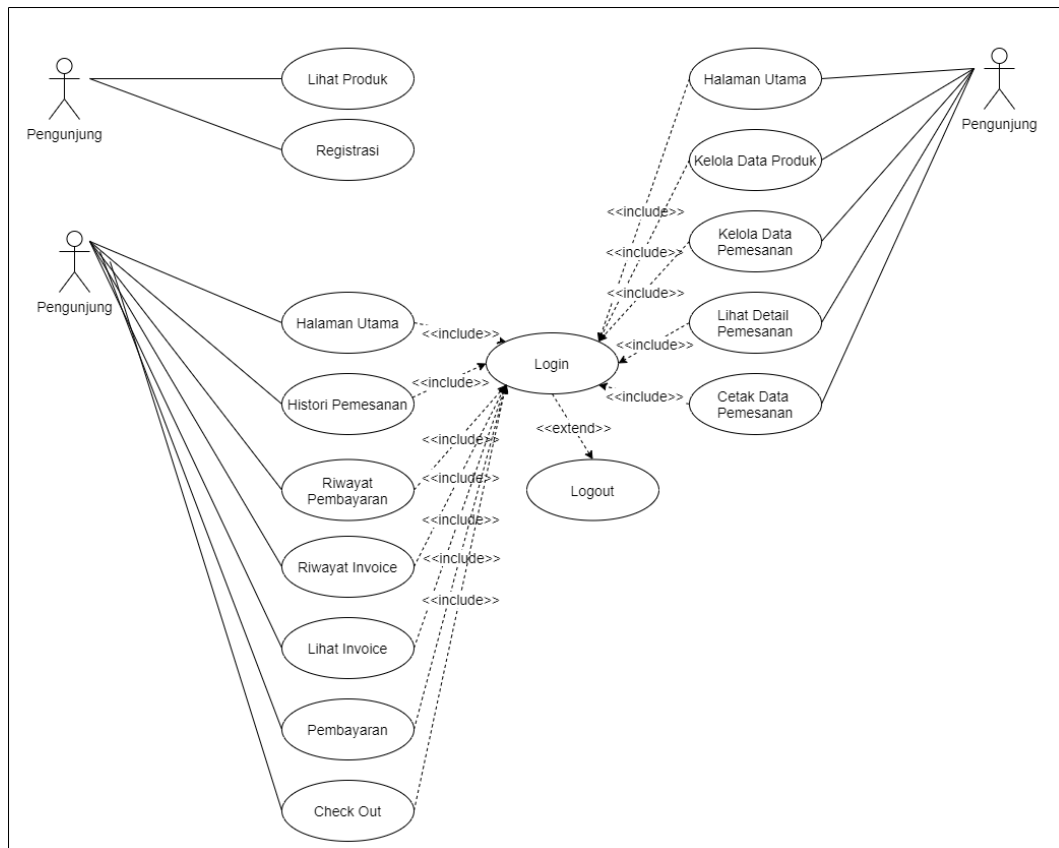 Pengunjung
Lihat Produk
Registrasi
Pengunjung
Halaman Utama
Histori Pemesanan
Riwayat
Pembayaran
Riwayat Invoice
Lihat Invoice
Pembayaran
Check Out
<<include>>
<<include>>
<<include>>
<<include>>
<<include>>
<<include>>
<<include>>
Login
<<extend>>
Logout
<<include>>
<<include>>
<<include>>
<<include>>
<<include>>
Halaman Utama
Kelola Data Produk
Kelola Data
Pemesanan
Lihat Detail
Pemesanan
Cetak Data
Pemesanan
Pengunjung